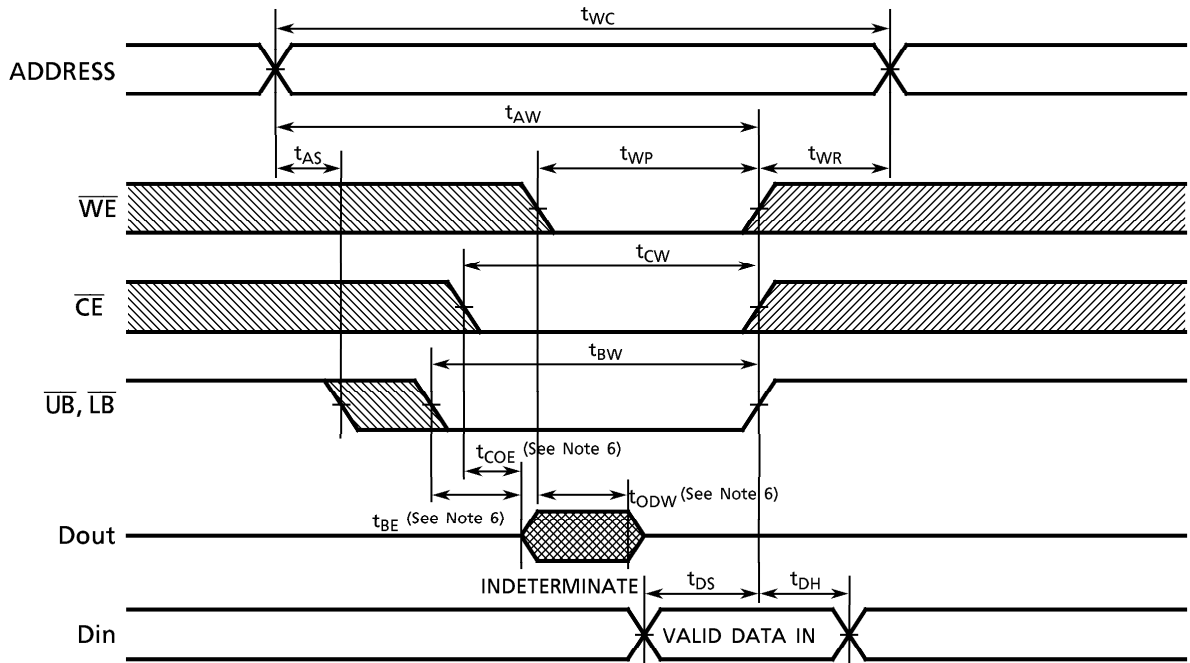 tWC
ADDRESS
tAW
tAS
tWP
tWR
WE
tCW
CE
tBW
UB, LB
tCOE (See Note 6)
tODW (See Note 6)
tBE (See Note 6)
Dout
INDETERMINATE
tDS
tDH
Din
VALID DATA IN